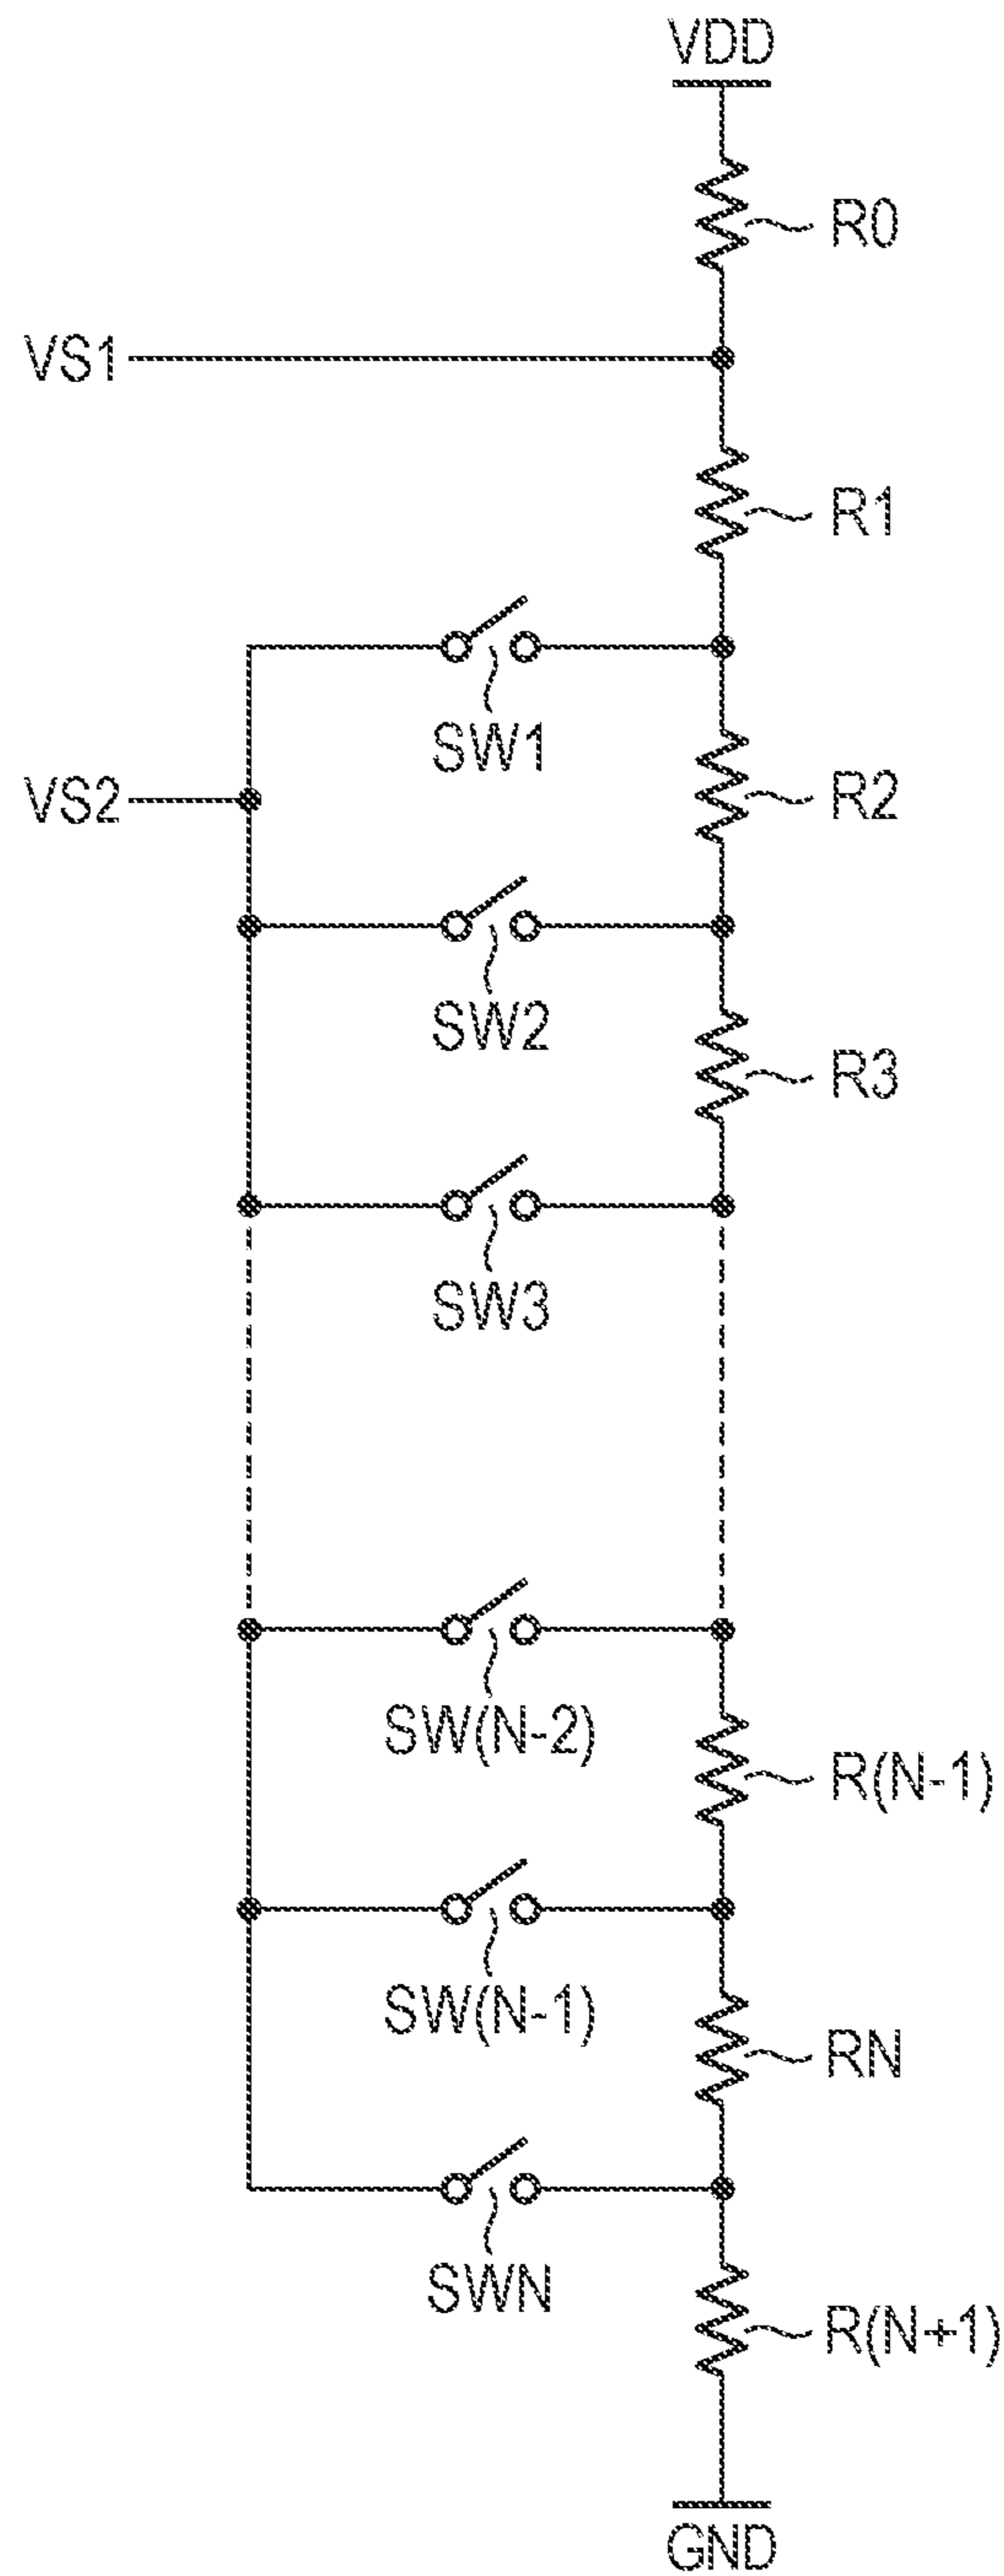 VDD
R0
VS1
R1
SW1
VS2
R2
SW2
R3
SW3
SW(N-2)
R(N-1)
SW(N-1)
RN
SWN
R(N+1)
GND